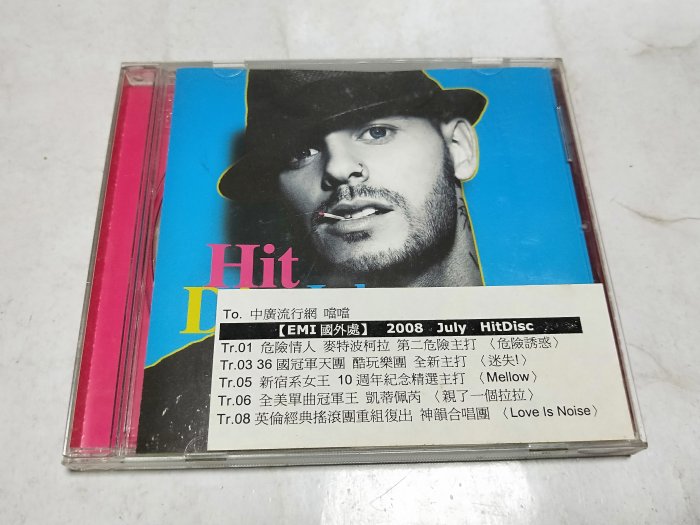 Hit
To. 中廣流行網 噹噹
【EMI 國外處】 2008 July HitDisc
Tr.01 危險情人 麥特波柯拉 第二危險主打 〈危險誘惑〉
Tr.03 36 國冠軍天團 酷玩樂團 全新主打 〈迷失!〉
Tr.05 新宿系女王 10 週年紀念精選主打 〈Mellow〉
Tr.06 全美單曲冠軍王 凱蒂佩芮 〈親了一個拉拉〉
Tr.08 英倫經典搖滾團重組復出 神韻合唱團 〈Love Is Noise〉